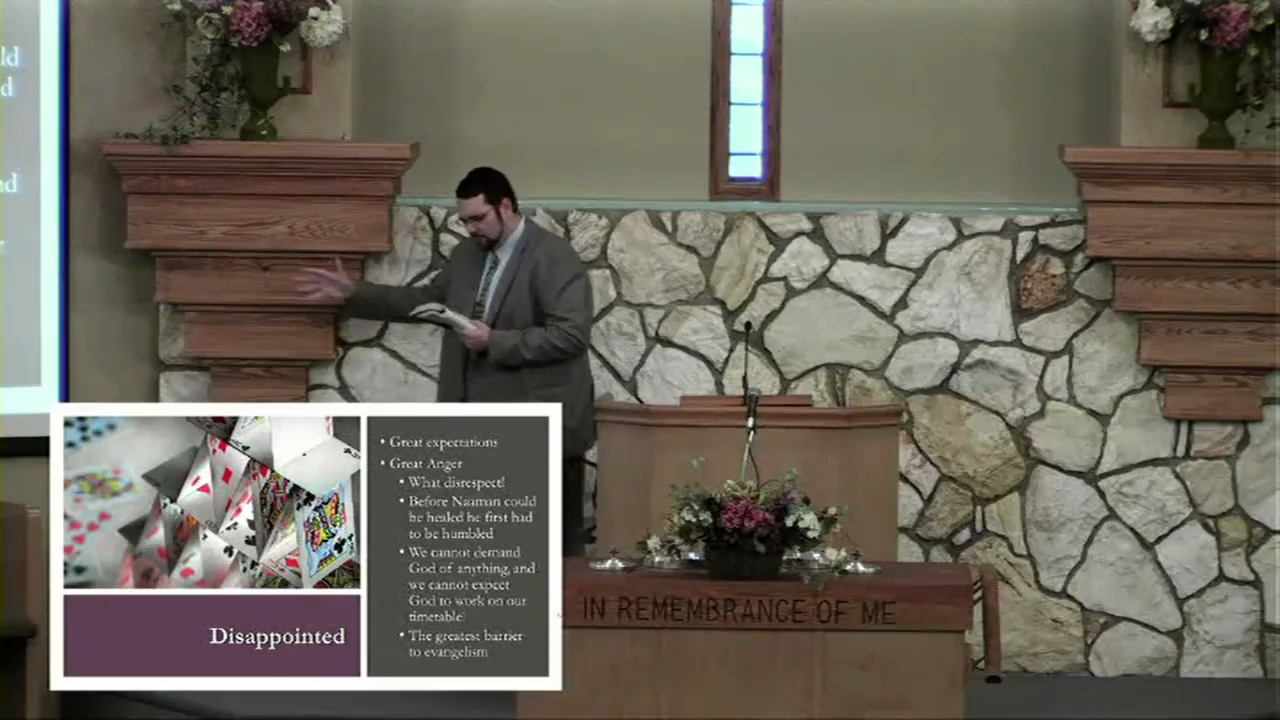 ld
d
nd
• Great expectations
• Great Anger
• What disrespect!
• Before Naaman could
be healed he first had
to be humbled
• We cannot demand
God of anything, and
we cannot expect
God to work on our
timetable!
• The greatest barrier
to evangelism
Disappointed
IN REMEMBRANCE OF ME